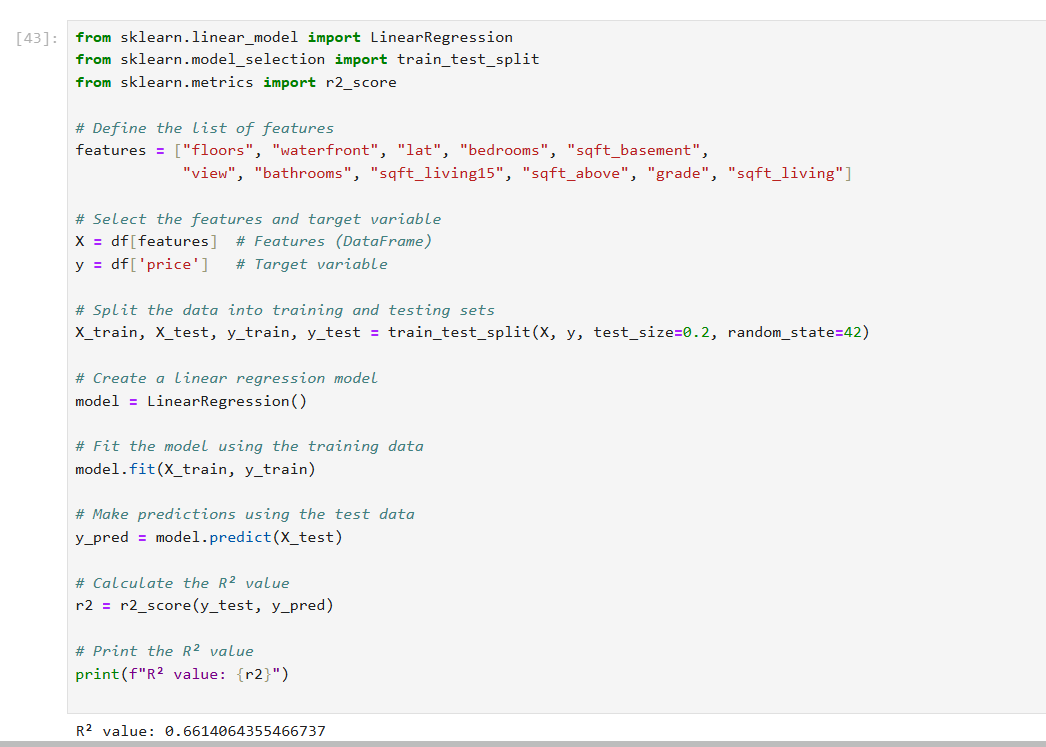 [43]:
from sklearn.linear_model import LinearRegression
from sklearn.model_selection import train_test_split
from sklearn.metrics import r2_score
# Define the list of features
features = ["floors", "waterfront", "lat", "bedrooms", "sqft_basement",
"view", "bathrooms", "sqft_living15", "sqft_above", "grade", "sqft_living"]
# Select the features and target variable
X = df[features]  # Features (DataFrame)
y = df['price']  # Target variable
# Split the data into training and testing sets
X_train, X_test, y_train, y_test = train_test_split(X, y, test_size=0.2, random_state=42)
# Create a linear regression model
model = LinearRegression()
# Fit the model using the training data
model.fit(X_train, y_train)
# Make predictions using the test data
y_pred = model.predict(X_test)
# Calculate the R² value
r2 = r2_score(y_test, y_pred)
# Print the R² value
print(f"R² value: {r2}")
R² value: 0.6614064355466737